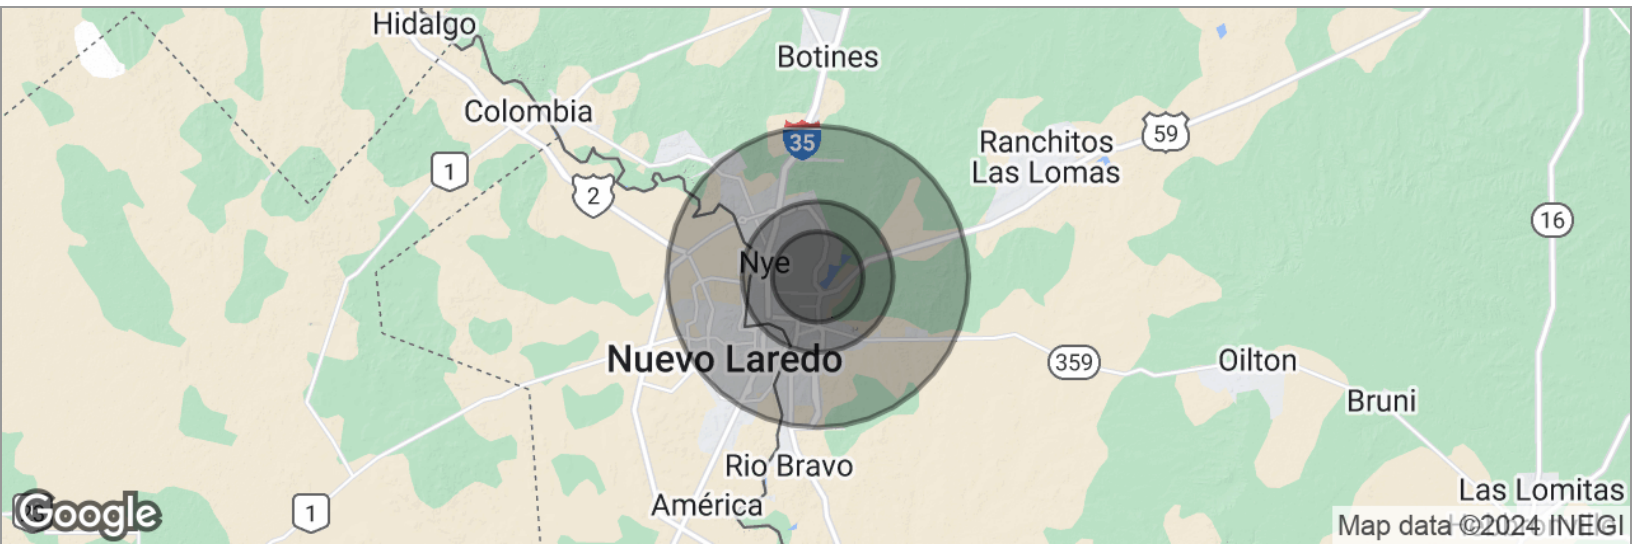 Hidalgo
Botines
Colombia
35
59
Ranchitos
Las Lomas
1
2
16
Nye
Nuevo Laredo
359
Oilton
Bruni
Rio Bravo
América
Las Lomitas
1
Google
Map data ©2024 INEGI